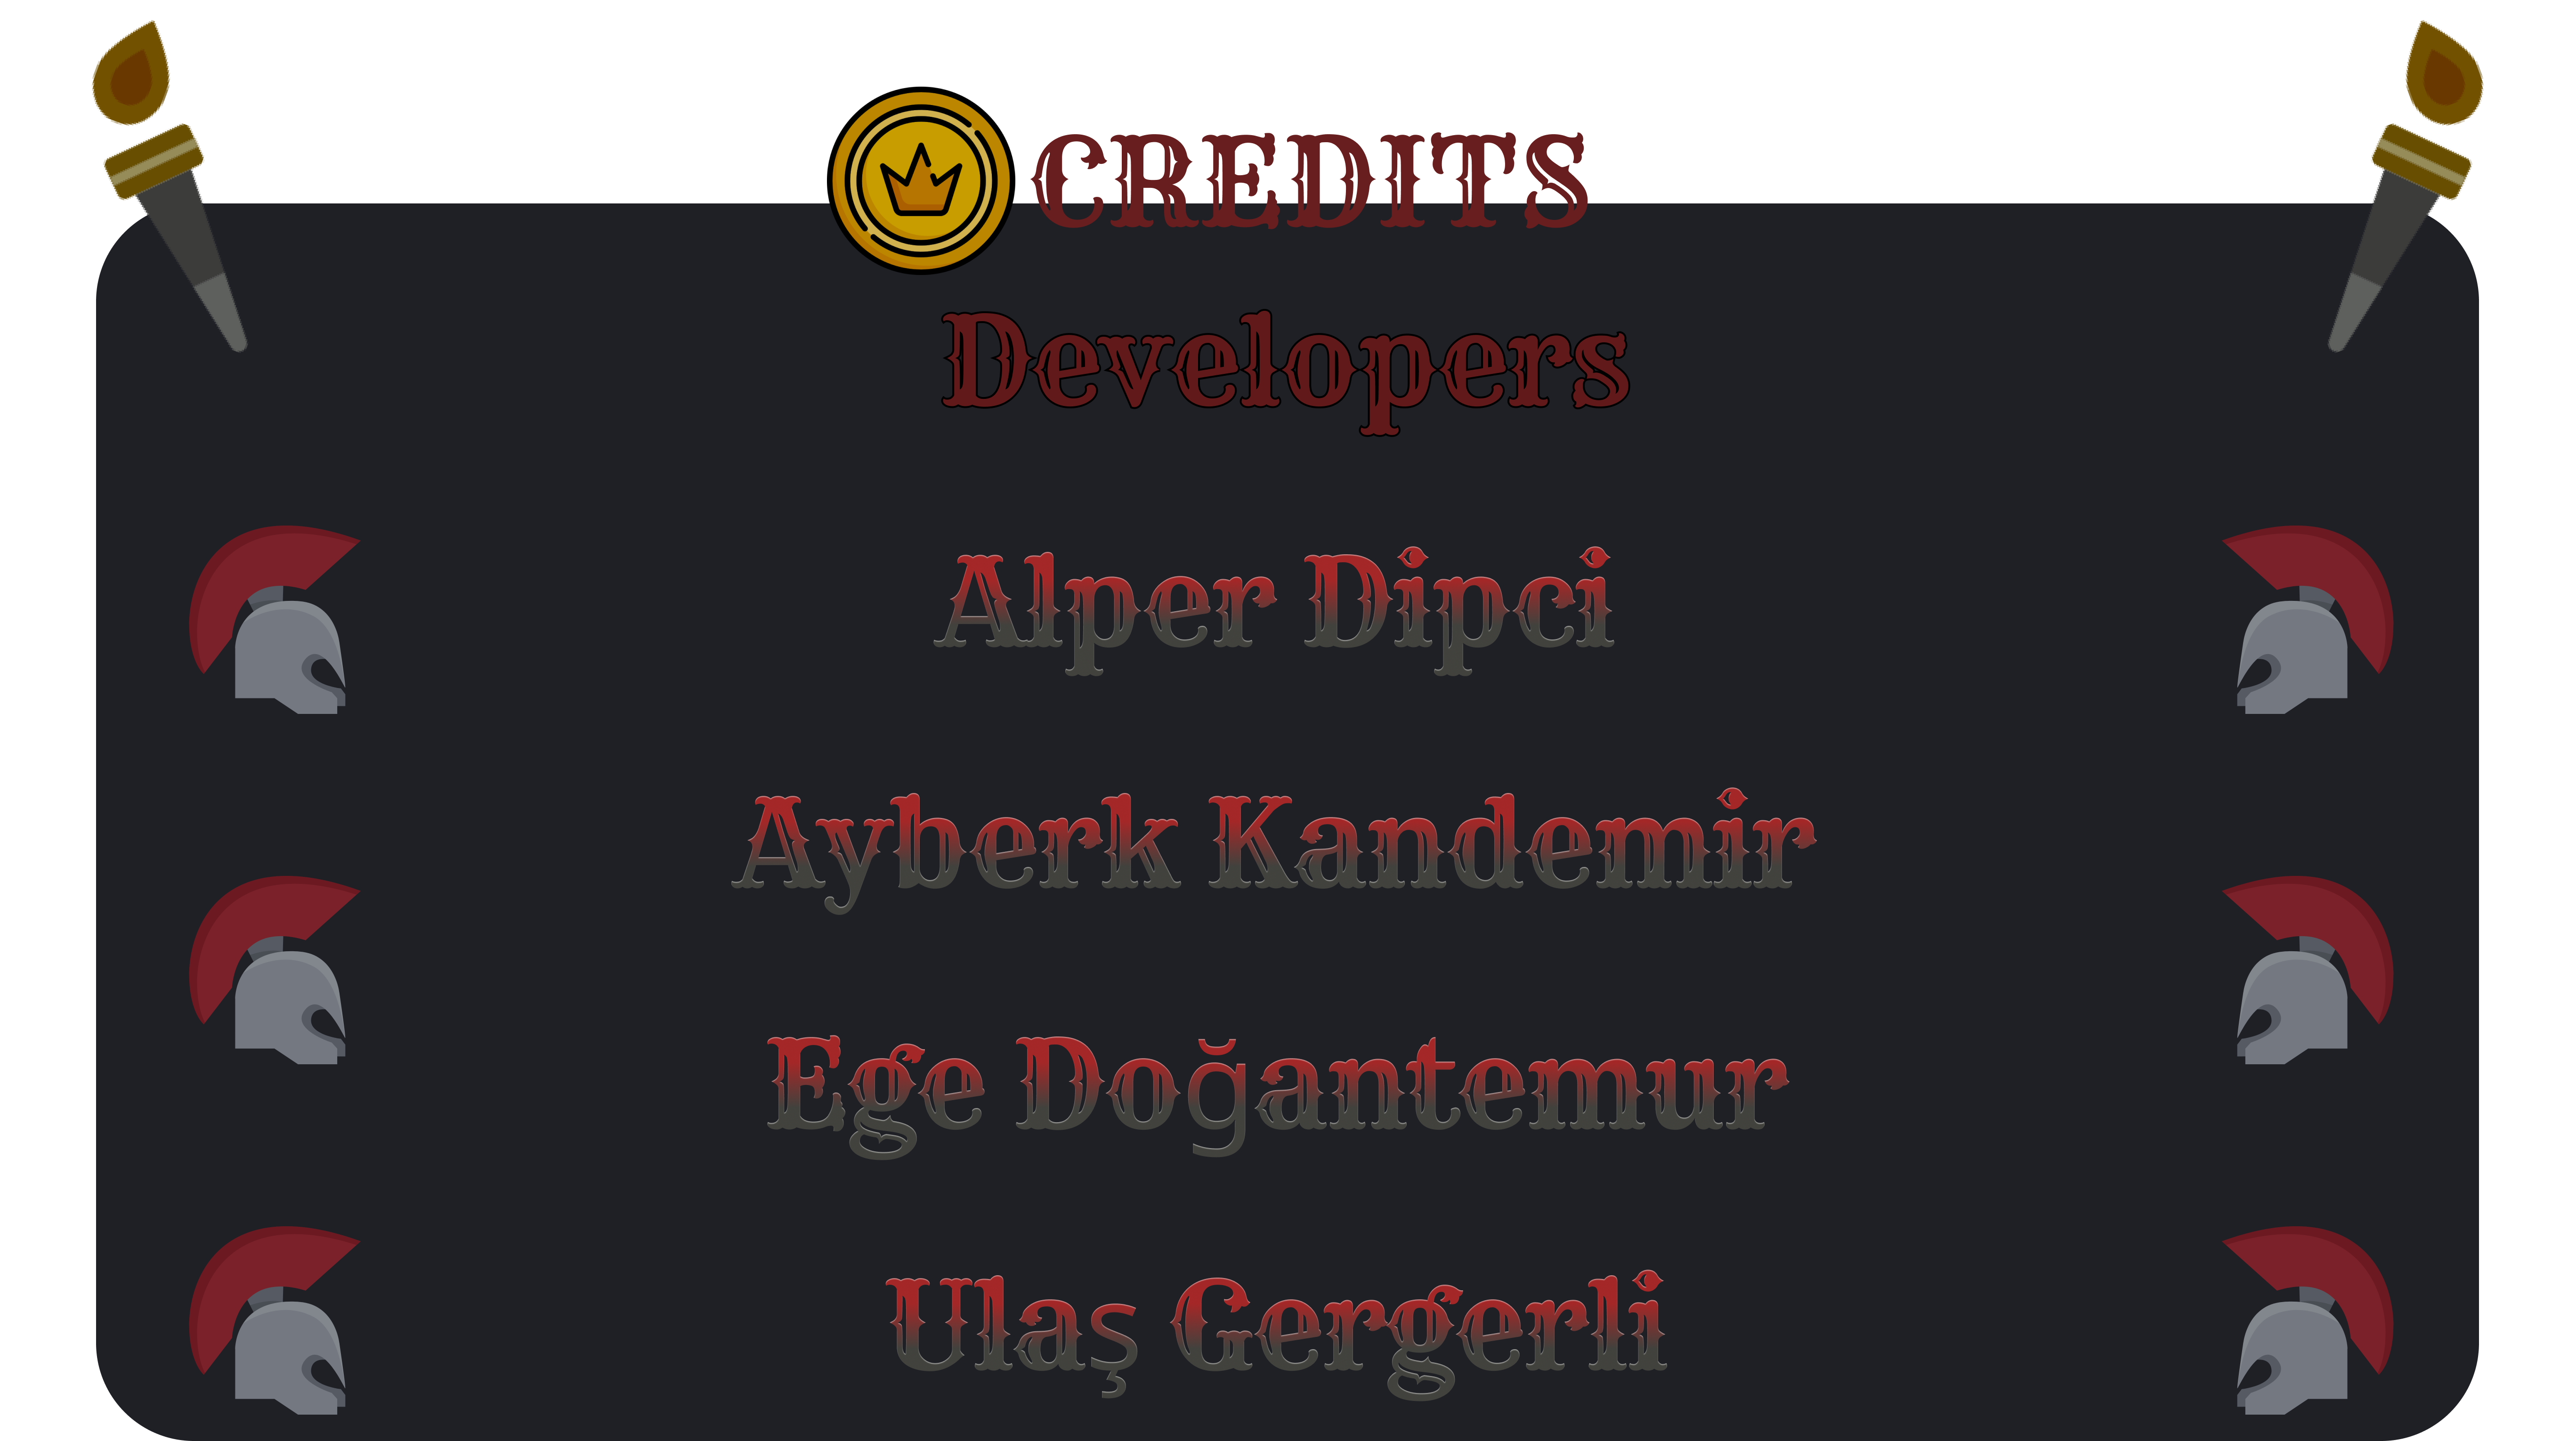 CREDITS
Developers
Alper Dipci
Ayberk Kandemir
Ege Doğantemur
Ulaş Gergerli